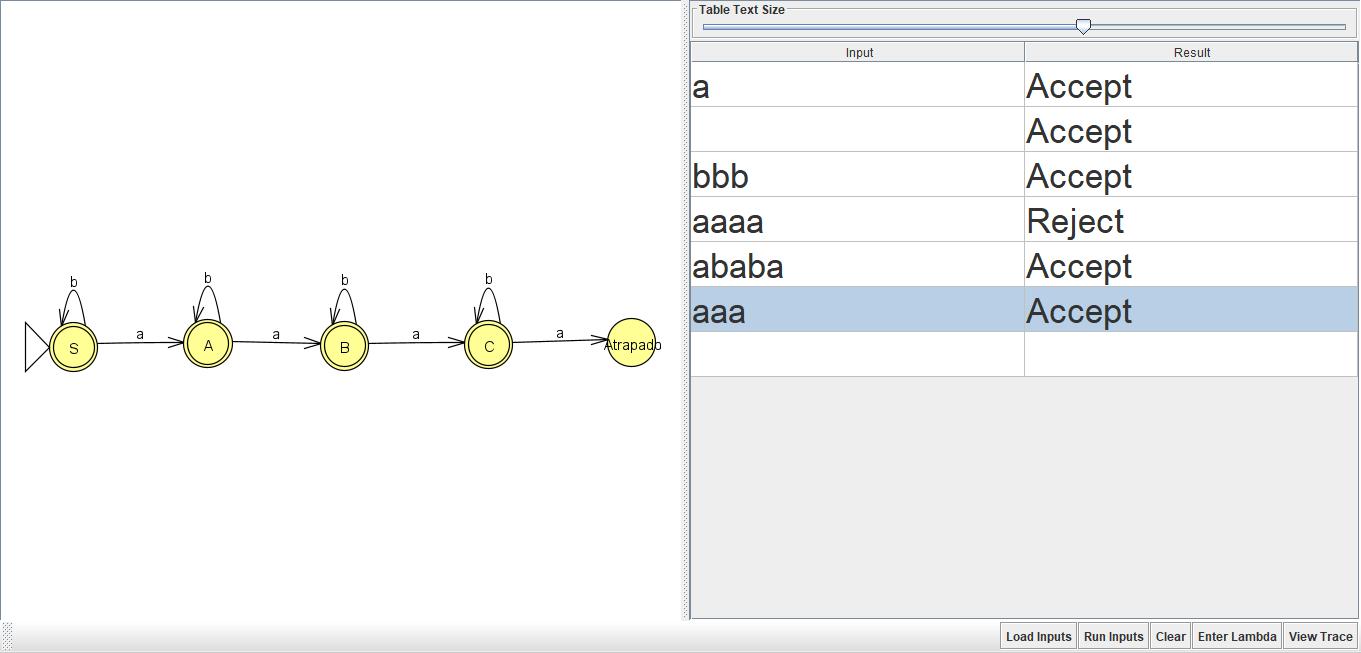 Table Text Size
Input Result
a Accept
Accept
bbb Accept
aaaa Reject
ababa Accept
aaa Accept
b b b b
a a a a
S A B C Atrapado
Load Inputs Run Inputs Clear Enter Lambda View Trace